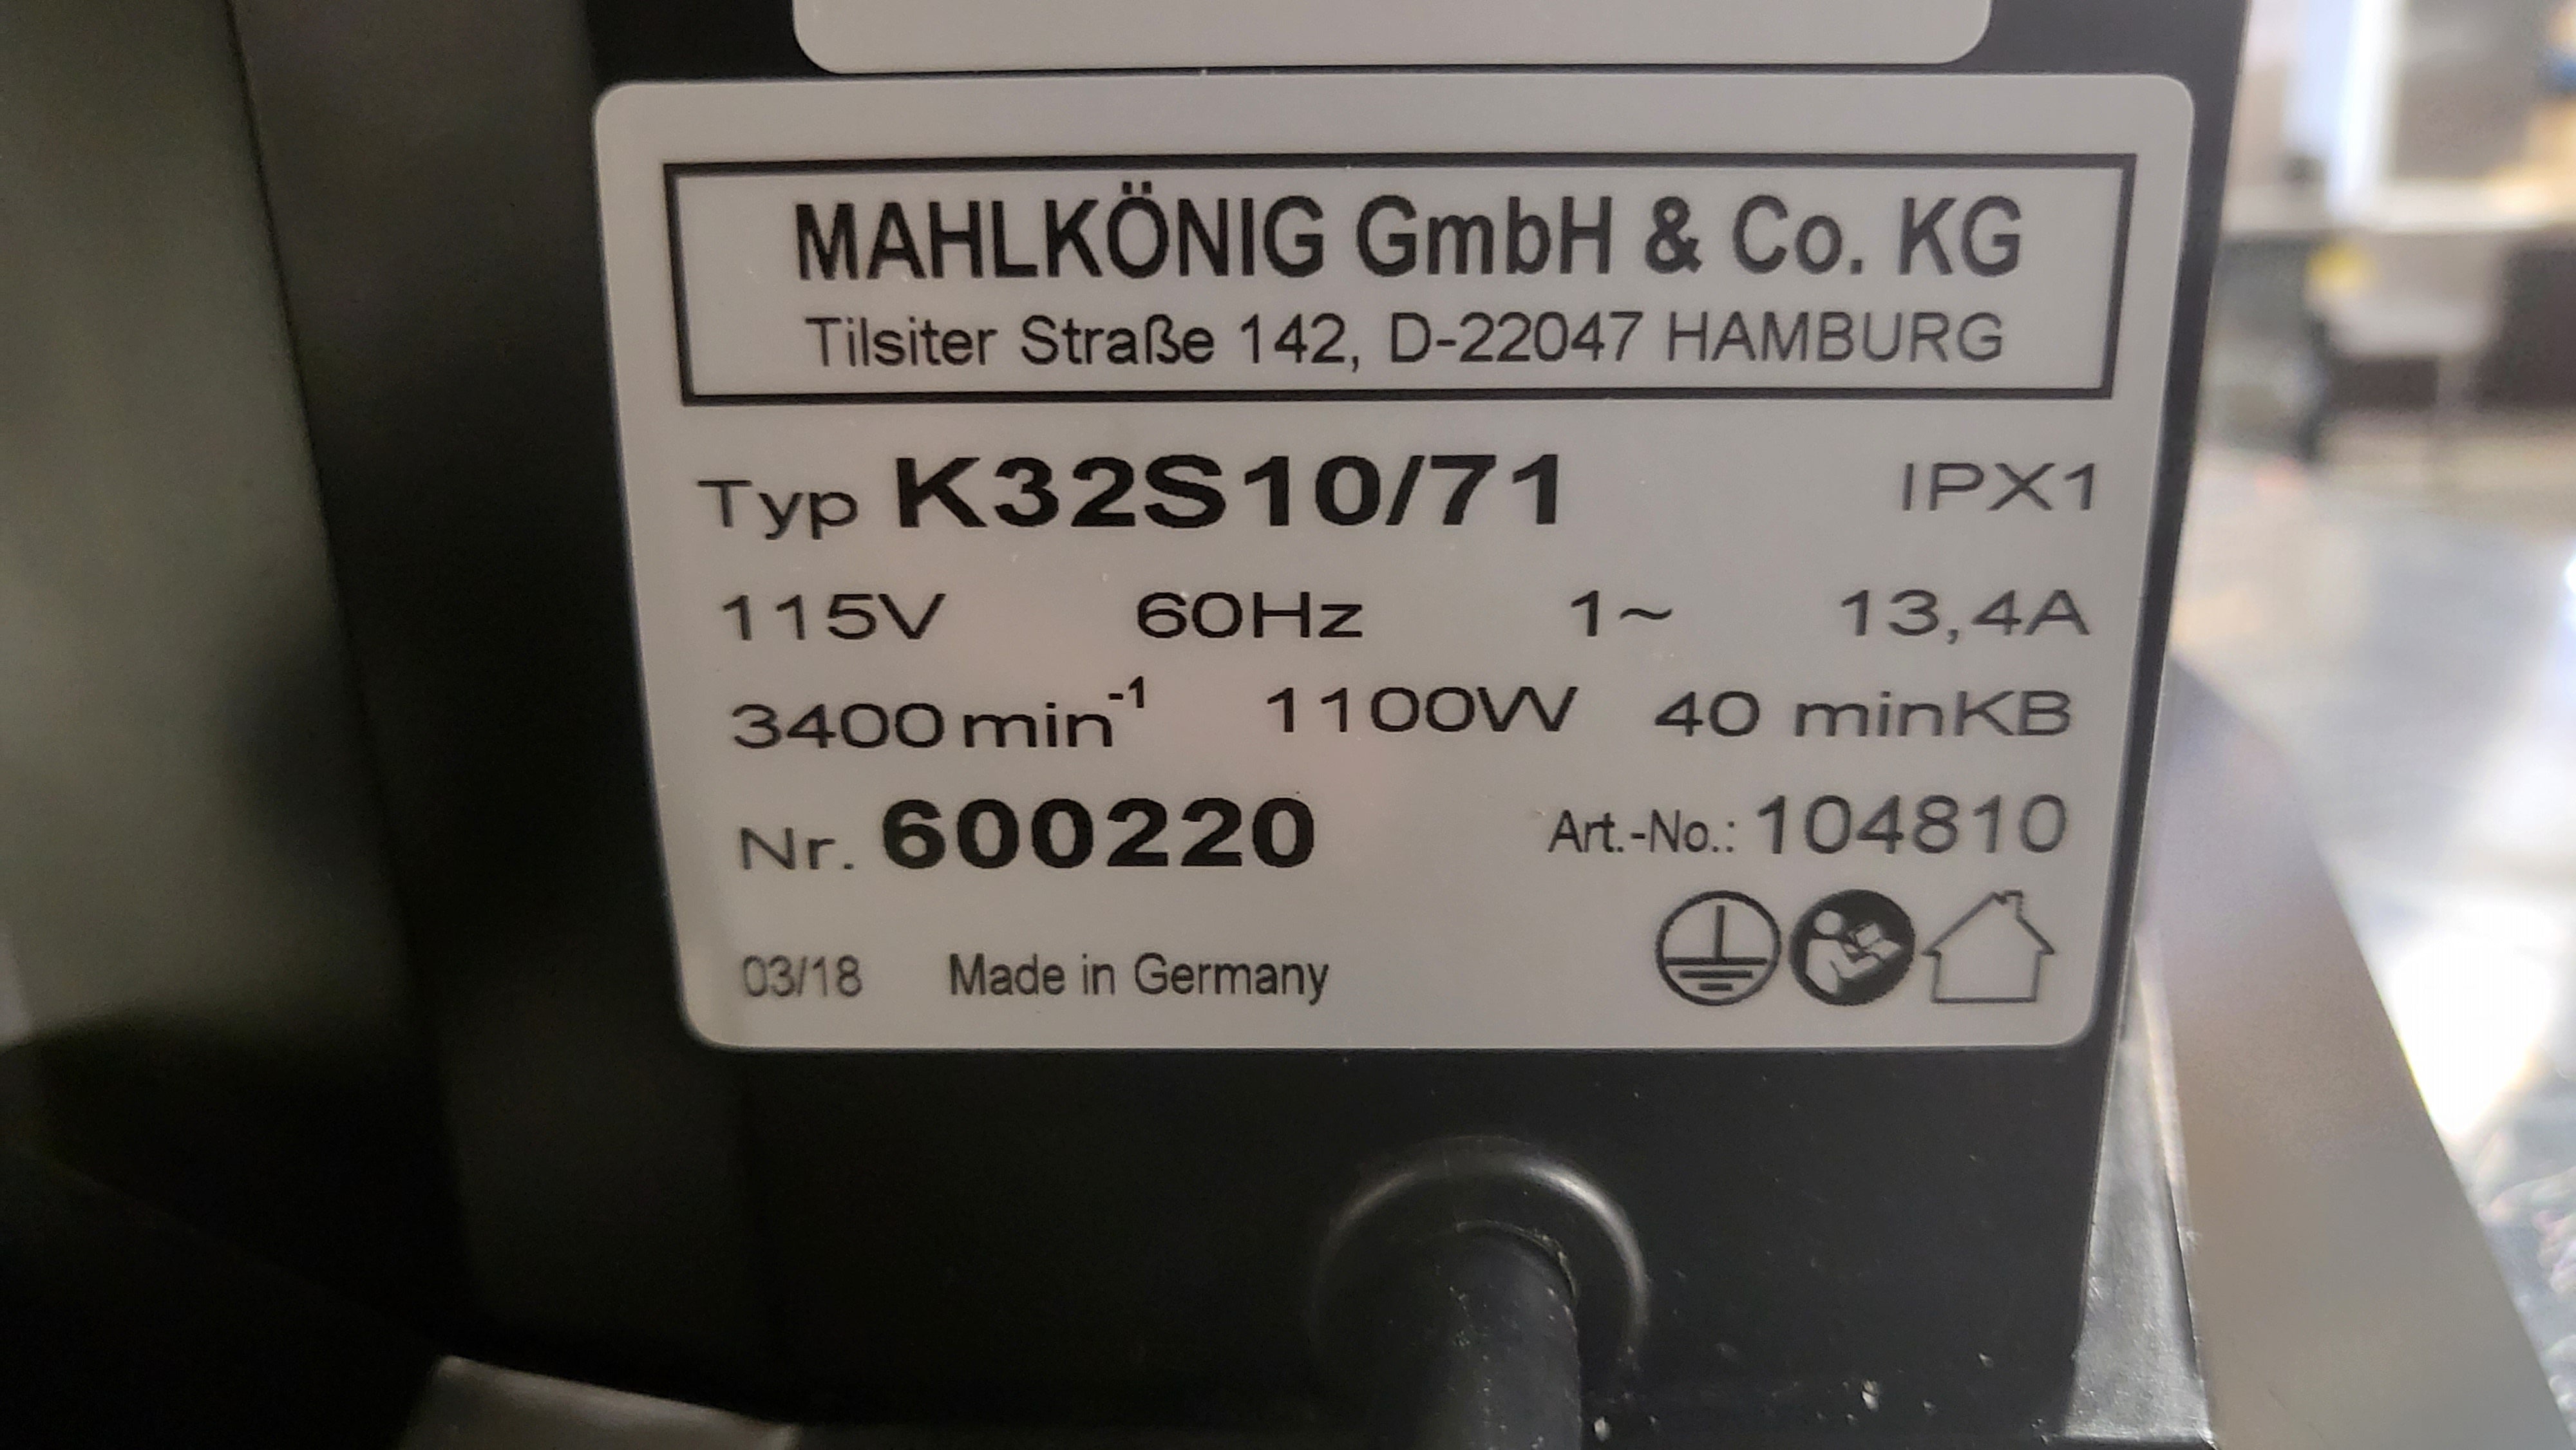 MAHLKÖNIG GmbH & Co. KG
Tilsiter Straße 142, D-22047 HAMBURG
Typ K32S10/71 IPX1
115V 60Hz 1~ 13,4A
3400 min⁻¹ 1100W 40 minKB
Nr. 600220 Art.-No.: 104810
03/18 Made in Germany